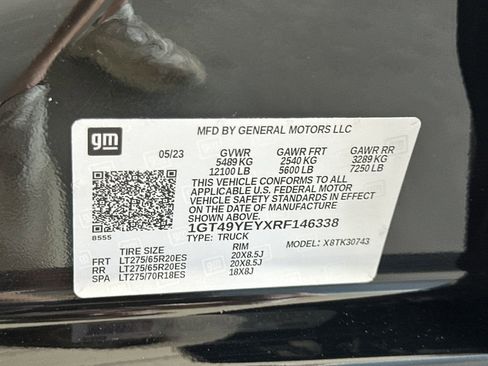 gm
MFD BY GENERAL MOTORS LLC
05/23 GVWR GAWR FRT GAWR RR
5489 KG 2540 KG 3289 KG
12100 LB 5600 LB 7250 LB
THIS VEHICLE CONFORMS TO ALL
APPLICABLE U.S. FEDERAL MOTOR
VEHICLE SAFETY STANDARDS IN EFFECT
ON THE DATE OF MANUFACTURE
SHOWN ABOVE.
1GT49YEYXRF146338
8555 TYPE: TRUCK MODEL: X8TK30743
TIRE SIZE RIM
FRT LT275/65R20ES 20X8.5J
RR LT275/65R20ES 20X8.5J
SPA LT275/70R18ES 18X8J